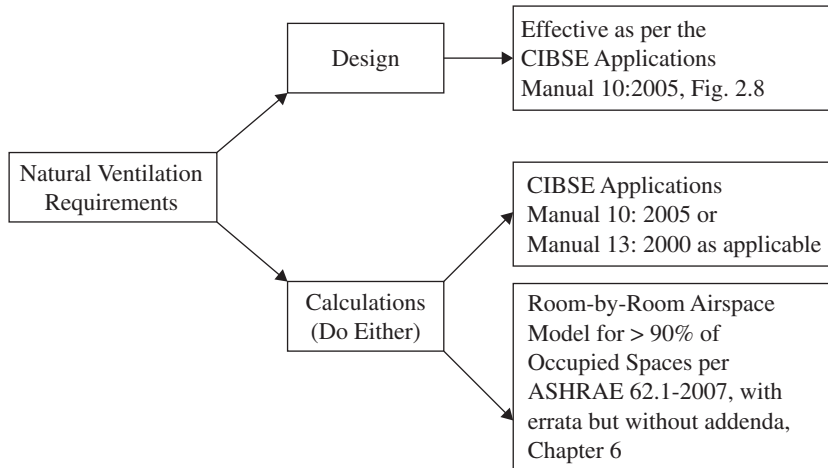 Natural Ventilation
Requirements
Design
Effective as per the
CIBSE Applications
Manual 10:2005, Fig. 2.8
Calculations
(Do Either)
CIBSE Applications
Manual 10: 2005 or
Manual 13: 2000 as applicable
Room-by-Room Airspace
Model for > 90% of
Occupied Spaces per
ASHRAE 62.1-2007, with
errata but without addenda,
Chapter 6